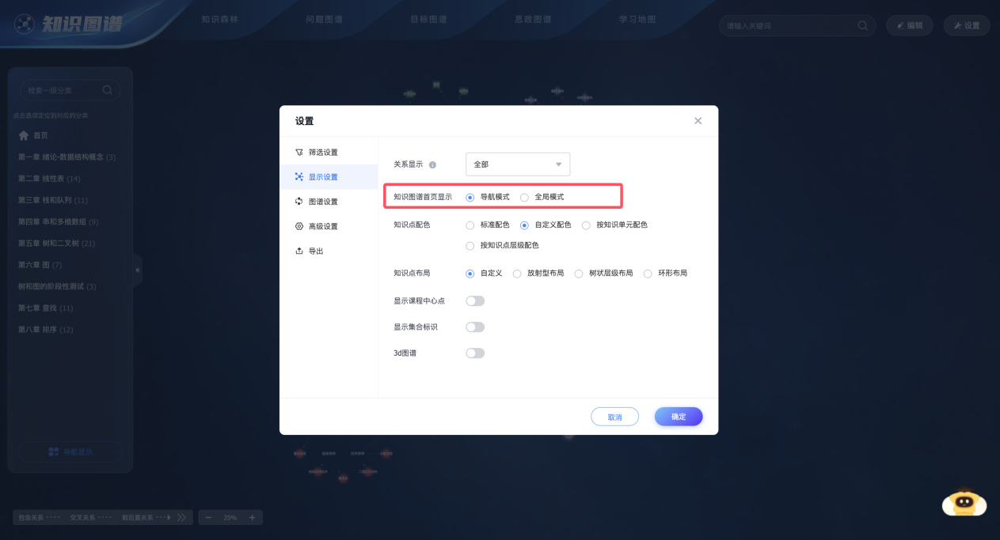 知识图谱
知识森林
问题图谱
目标图谱
思政图谱
学习地图
请输入关键词
编辑
设置
检索一级分类
点击选项定位到对应的分类
首页
第一章 绪论-数据结构概念 (3)
第二章 线性表 (14)
第三章 栈和队列 (11)
第四章 串和多维数组 (9)
第五章 树和二叉树 (21)
第六章 图 (7)
树和图的阶段性测试 (3)
第七章 查找 (11)
第八章 排序 (12)
导航显示
设置
筛选设置
显示设置
图谱设置
高级设置
导出
关系显示 全部
知识图谱首页显示 导航模式 全局模式
知识点配色 标准配色 自定义配色 按知识单元配色
按知识点层级配色
知识点布局 自定义 放射型布局 树状层级布局 环形布局
显示课程中心点
显示集合标识
3d图谱
取消 确定
包含关系 交叉关系 前后置关系
25%